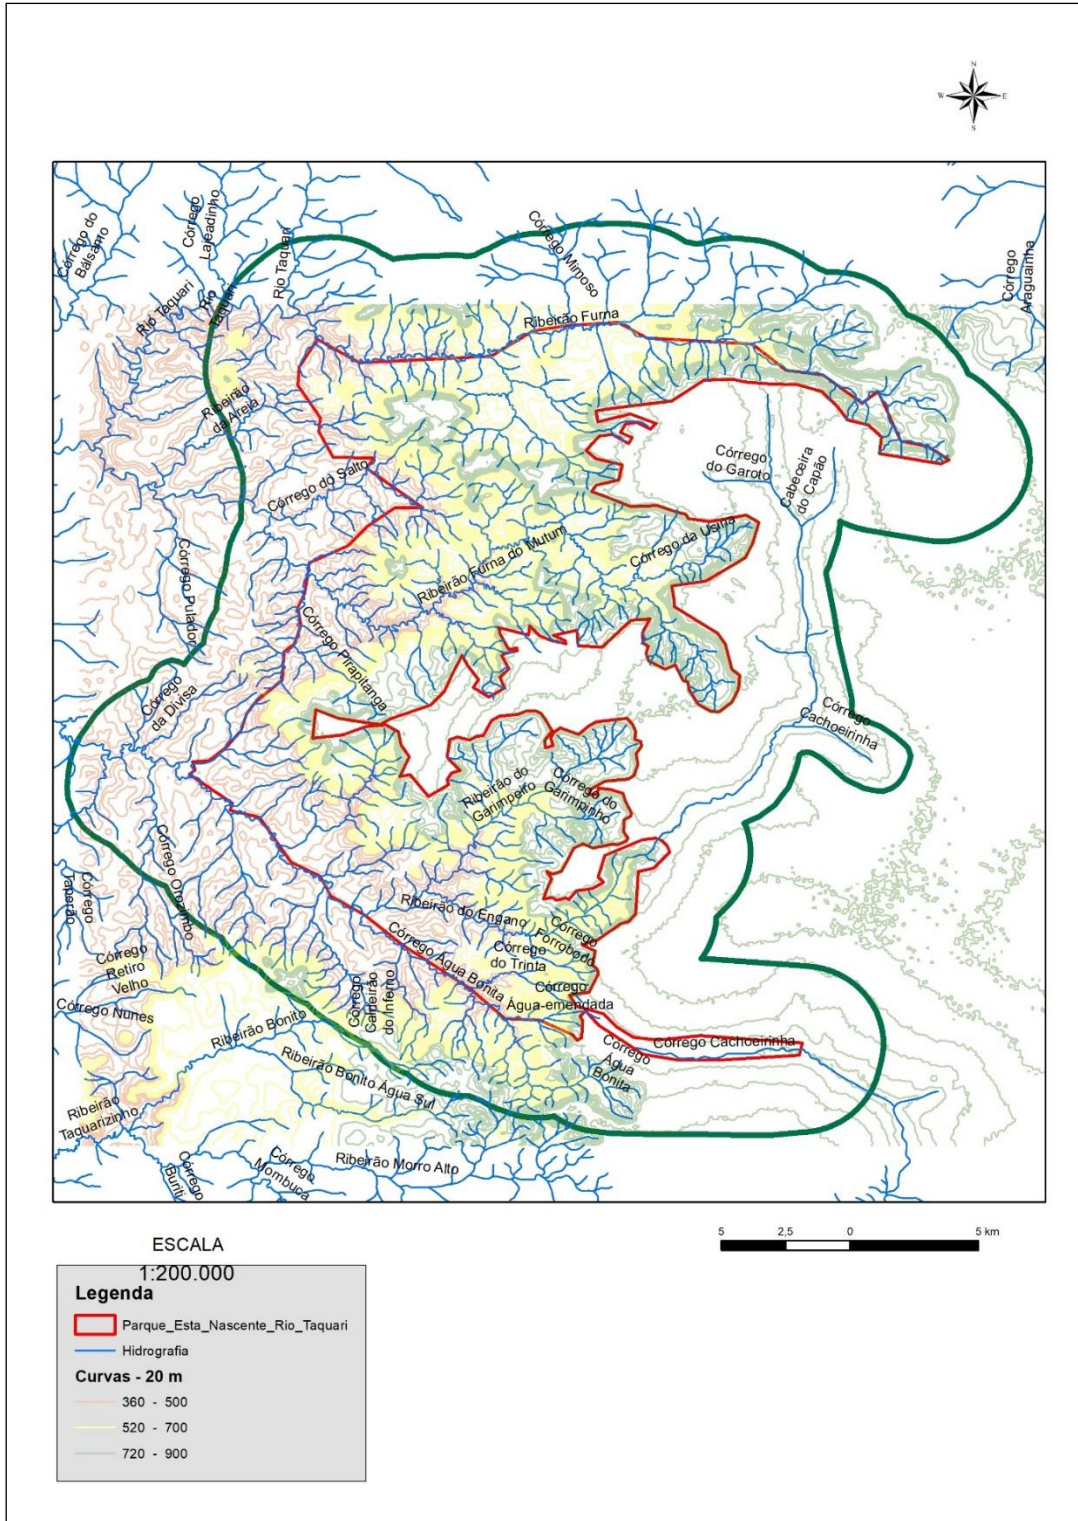 N
W
E
S
Córrego do
Bálsamo
Córrego
Lajeadinho
Rio Taquari
Rio Taquari
Rio
Taquari
Córrego Mimoso
Córrego
Araguainha
Ribeirão Furna
Ribeirão
da Areia
Córrego do Salto
Córrego
do Garoto
Cabeceira
do Capão
Córrego da Usina
Ribeirão Furna do Mutum
Córrego Pulador
Córrego Pirapitanga
Córrego
da Divisa
Córrego
Cachoeirinha
Ribeirão do
Garimpeiro
Córrego do
Garimpinho
Córrego Orozimbo
Córrego
Taperão
Ribeirão do Engano
Córrego
Forrobodó
Córrego
do Trinta
Córrego Água Bonita
Córrego
Retiro
Velho
Córrego
Caldeirão
do Inferno
Córrego
Água-emendada
Córrego Nunes
Ribeirão Bonito
Córrego
Água
Bonita
Córrego Cachoeirinha
Ribeirão Bonito Água Sul
Ribeirão
Taquarizinho
Córrego
Buriti
Córrego
Mombuca
Ribeirão Morro Alto
5 2,5 0 5 km
ESCALA
1:200.000
Legenda
Parque_Esta_Nascente_Rio_Taquari
Hidrografia
Curvas - 20 m
360 - 500
520 - 700
720 - 900